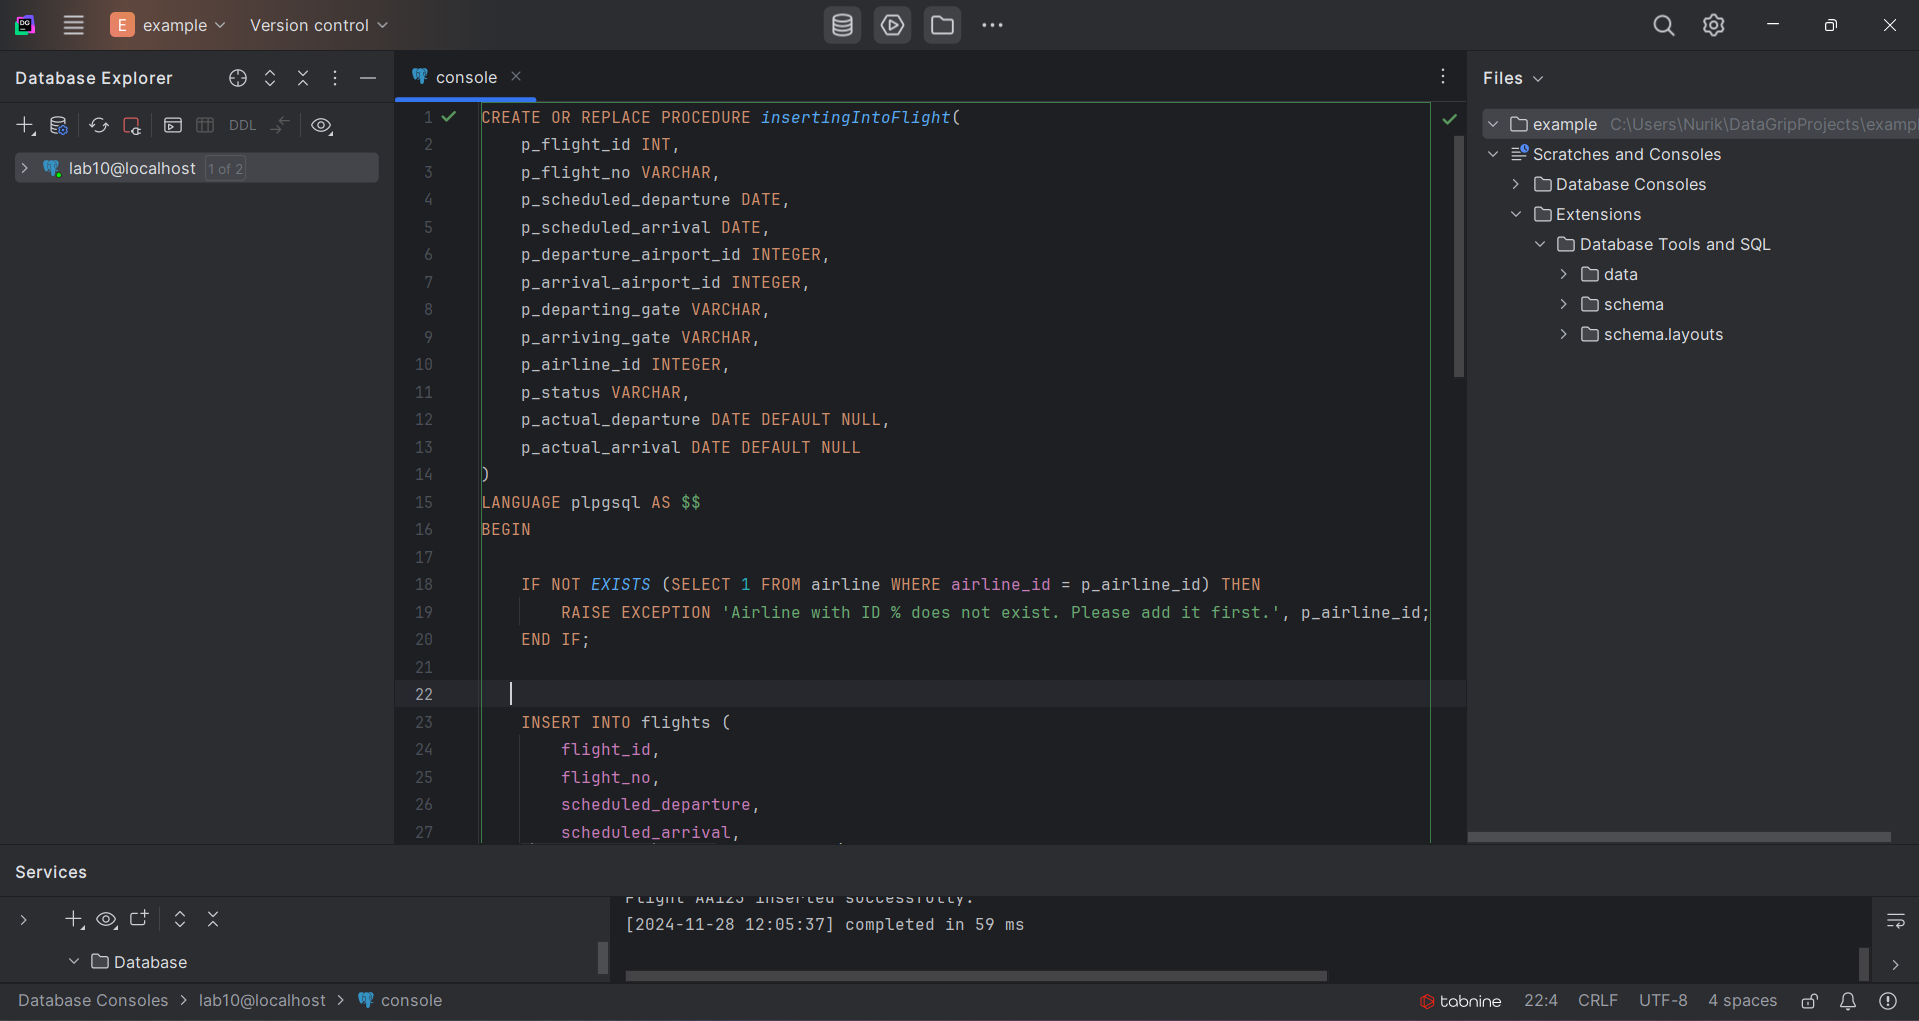 E example Version control
Database Explorer
DDL
lab10@localhost 1 of 2
console
1 CREATE OR REPLACE PROCEDURE insertingIntoFlight(
2 p_flight_id INT,
3 p_flight_no VARCHAR,
4 p_scheduled_departure DATE,
5 p_scheduled_arrival DATE,
6 p_departure_airport_id INTEGER,
7 p_arrival_airport_id INTEGER,
8 p_departing_gate VARCHAR,
9 p_arriving_gate VARCHAR,
10 p_airline_id INTEGER,
11 p_status VARCHAR,
12 p_actual_departure DATE DEFAULT NULL,
13 p_actual_arrival DATE DEFAULT NULL
14 )
15 LANGUAGE plpgsql AS $$
16 BEGIN
17
18 IF NOT EXISTS (SELECT 1 FROM airline WHERE airline_id = p_airline_id) THEN
19 RAISE EXCEPTION 'Airline with ID % does not exist. Please add it first.', p_airline_id;
20 END IF;
21
22
23 INSERT INTO flights (
24 flight_id,
25 flight_no,
26 scheduled_departure,
27 scheduled_arrival,
Files
example C:\Users\Nurik\DataGripProjects\examp
Scratches and Consoles
Database Consoles
Extensions
Database Tools and SQL
data
schema
schema.layouts
Services
Database
Flight AA123 inserted successfully.
[2024-11-28 12:05:37] completed in 59 ms
Database Consoles > lab10@localhost > console
tabnine 22:4 CRLF UTF-8 4 spaces